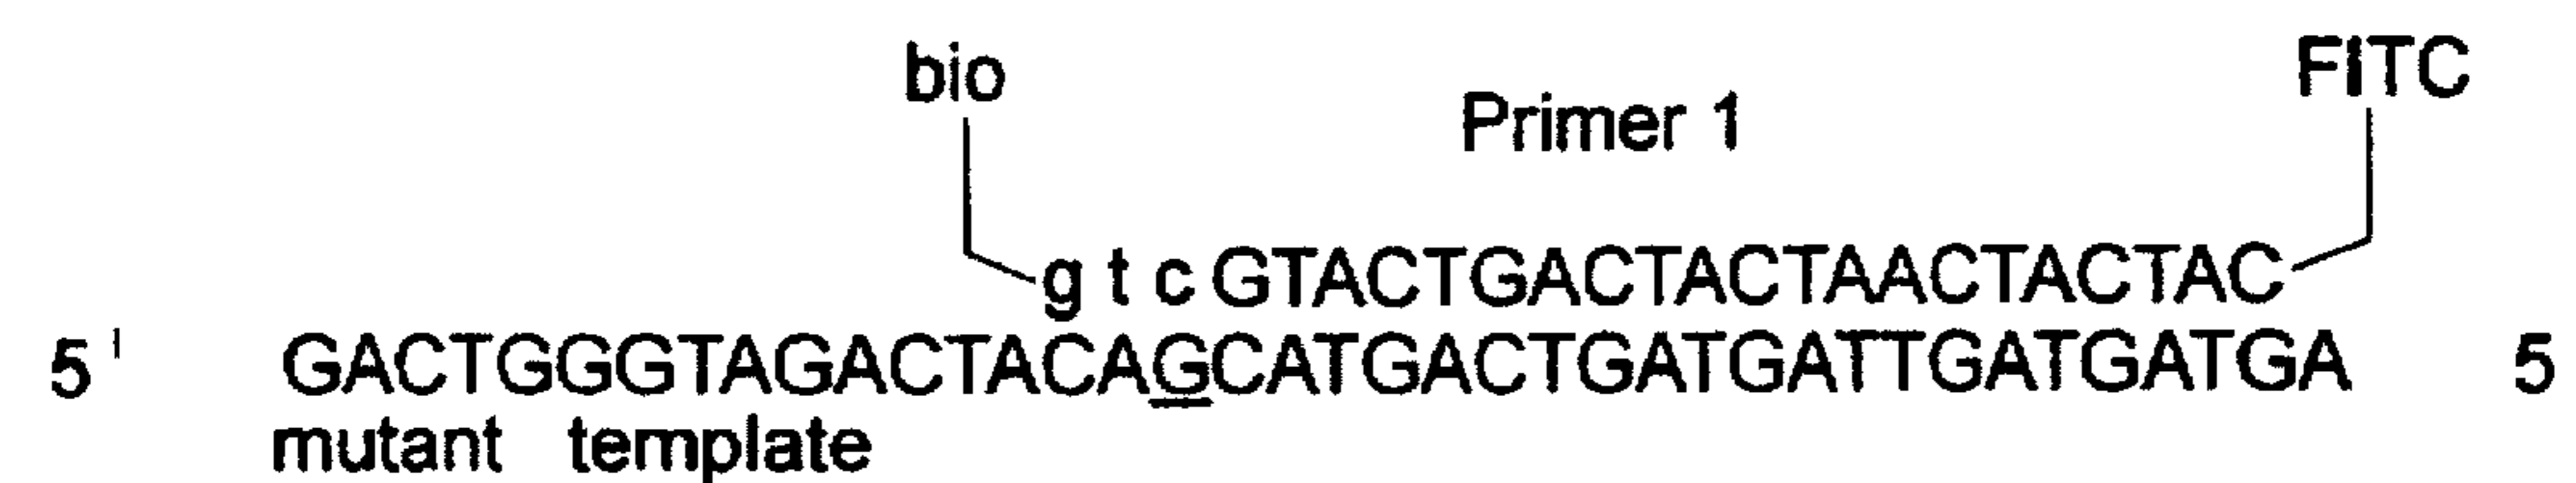 bio FITC
Primer 1
g t c GTACTGACTACTAACTACTAC
5' GACTGGGTAGACTACAGCATGACTGATGATTGATGATGA 5
mutant template